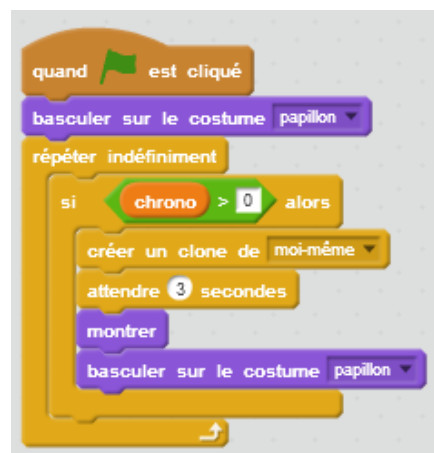 quand est cliqué
basculer sur le costume papillon
répéter indéfiniment
si chrono > 0 alors
créer un clone de moi-même
attendre 3 secondes
montrer
basculer sur le costume papillon